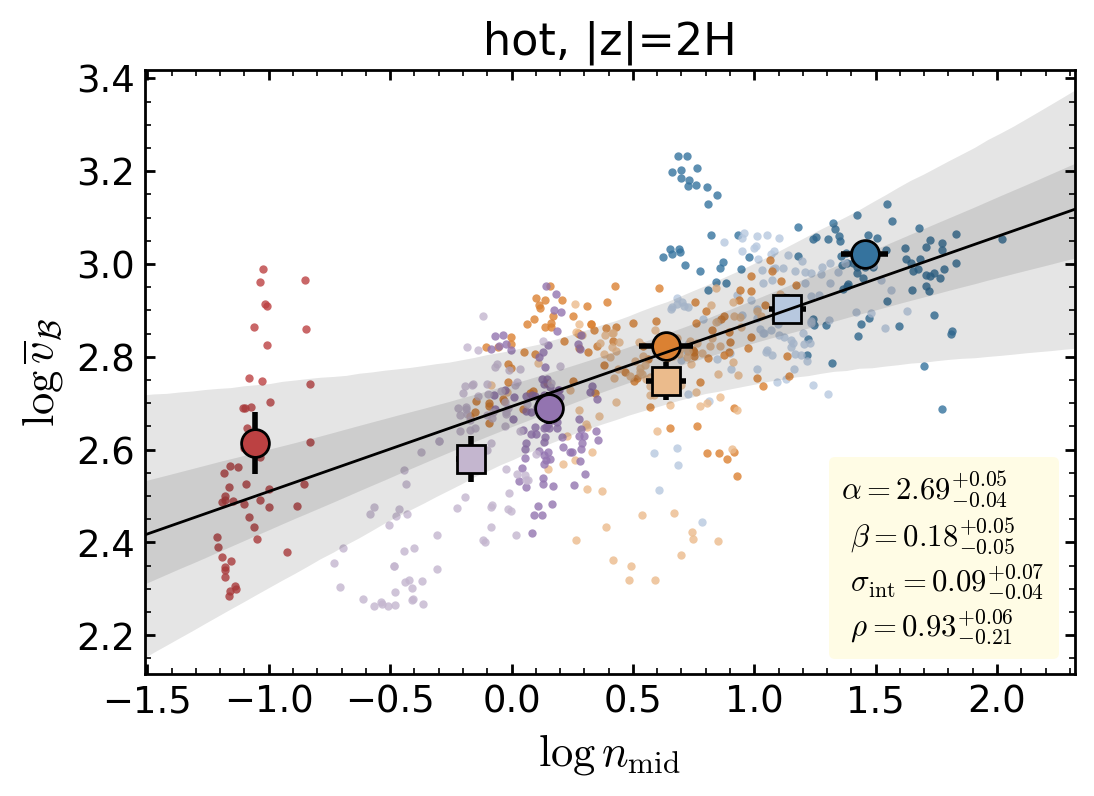 hot, |z|=2H
3.4
3.2
3.0
2.8
2.6
2.4
2.2
log v̅_ℬ
α = 2.69^{+0.05}_{−0.04}
β = 0.18^{+0.05}_{−0.05}
σ_int = 0.09^{+0.07}_{−0.04}
ρ = 0.93^{+0.06}_{−0.21}
−1.5 −1.0 −0.5 0.0 0.5 1.0 1.5 2.0
log n_mid